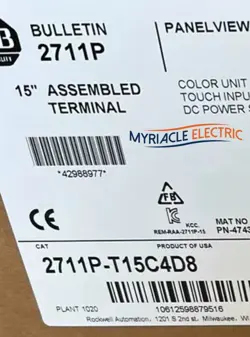 BULLETIN
2711P
PANELVIEW
15" ASSEMBLED
TERMINAL
COLOR UNIT
TOUCH INPU
DC POWER S
MYRIACLE ELECTRIC
*42988977*
FB
KCC-
REM-RAA-2711P-15
MAT NO
PN-4743
CE
CAT
PRODUCT OF USA
2711P-T15C4D8
PLANT 1020
10612598879516
Rockwell Automation, 1201 S 2nd st., Milwaukee, WI